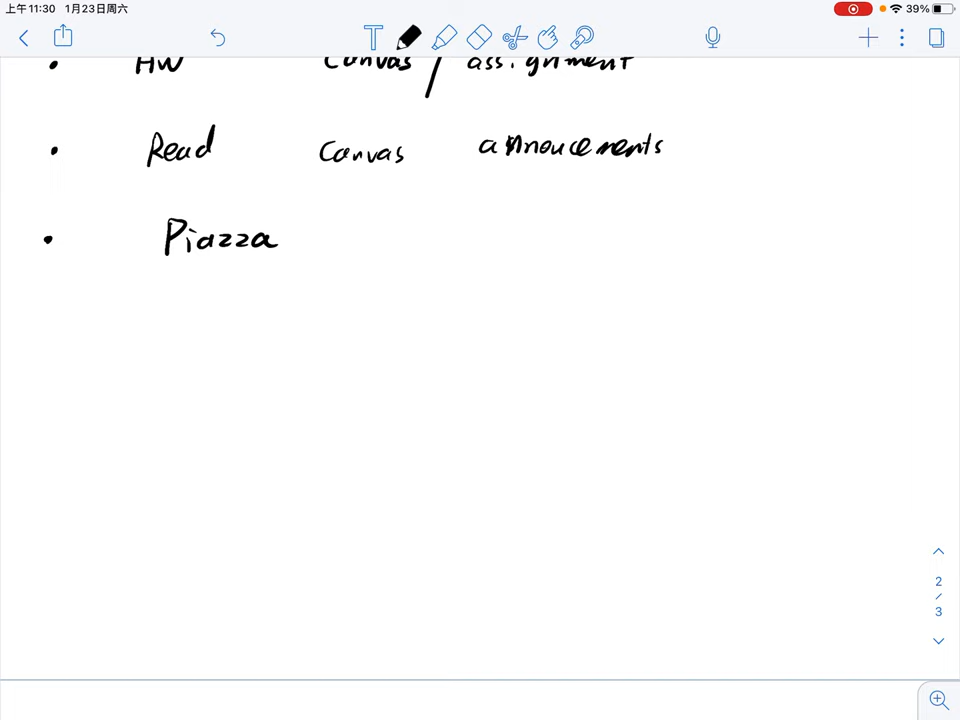 上午11:30 1月23日周六 39%
• HW Canvas / assignment
• Read Canvas annoucements
• Piazza
2
/
3